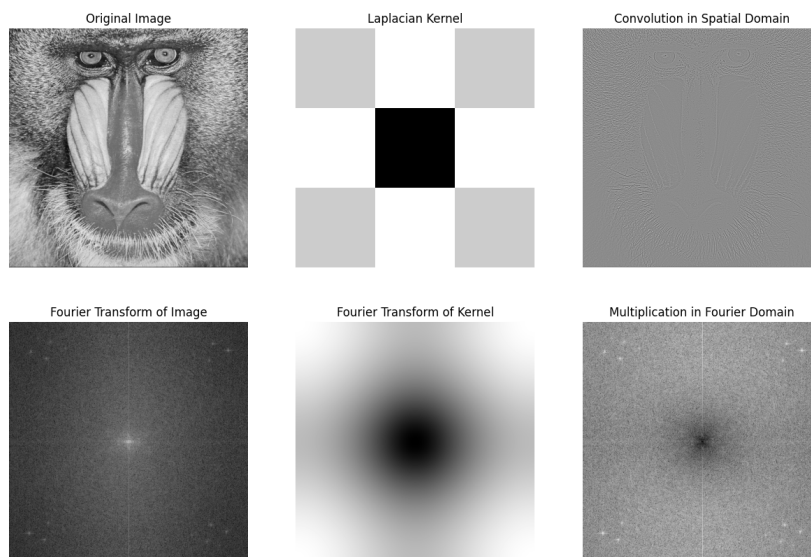 Original Image
Laplacian Kernel
Convolution in Spatial Domain
Fourier Transform of Image
Fourier Transform of Kernel
Multiplication in Fourier Domain